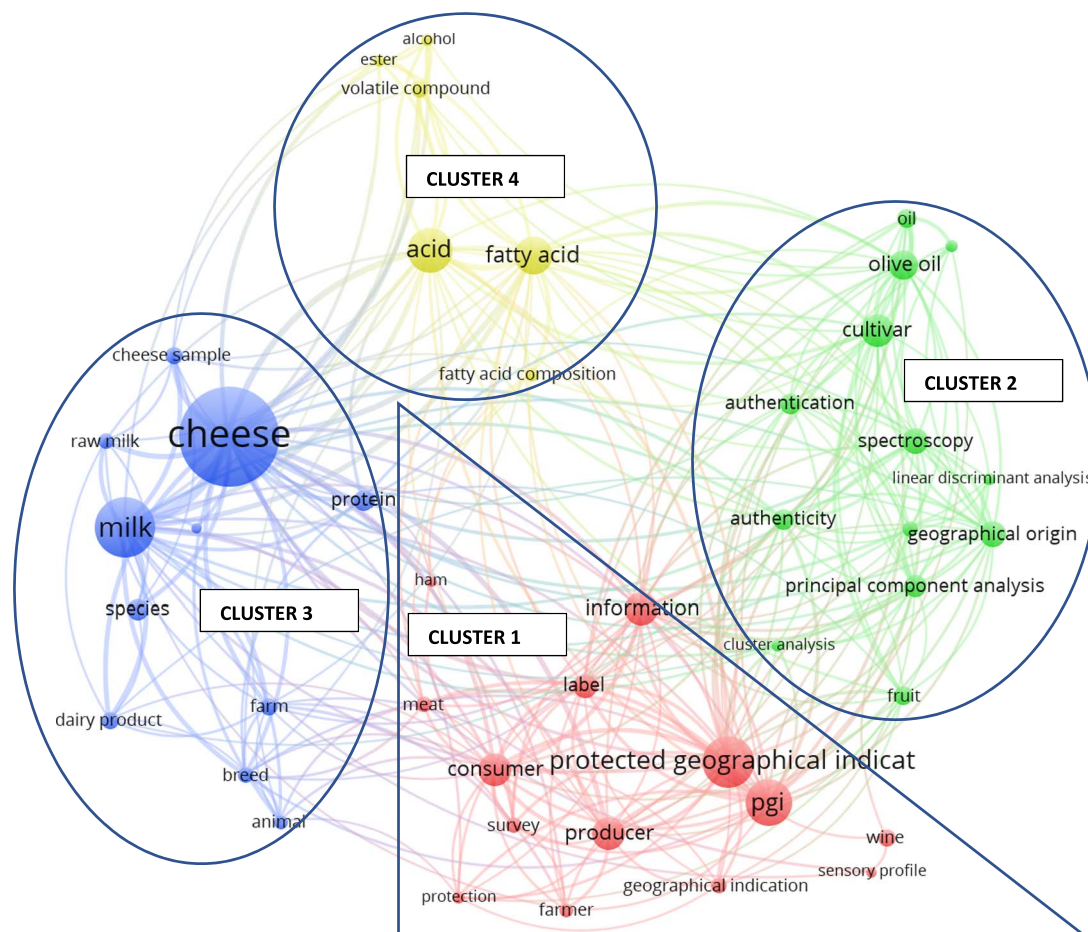 alcohol
ester
volatile compound
CLUSTER 4
acid
fatty acid
fatty acid composition
oil
olive oil
cultivar
CLUSTER 2
authentication
spectroscopy
linear discriminant analysis
authenticity
geographical origin
principal component analysis
cluster analysis
fruit
cheese sample
cheese
raw milk
protein
milk
species
CLUSTER 3
farm
dairy product
breed
animal
ham
information
CLUSTER 1
label
meat
consumer
protected geographical indicat
pgi
survey
producer
wine
sensory profile
geographical indication
protection
farmer